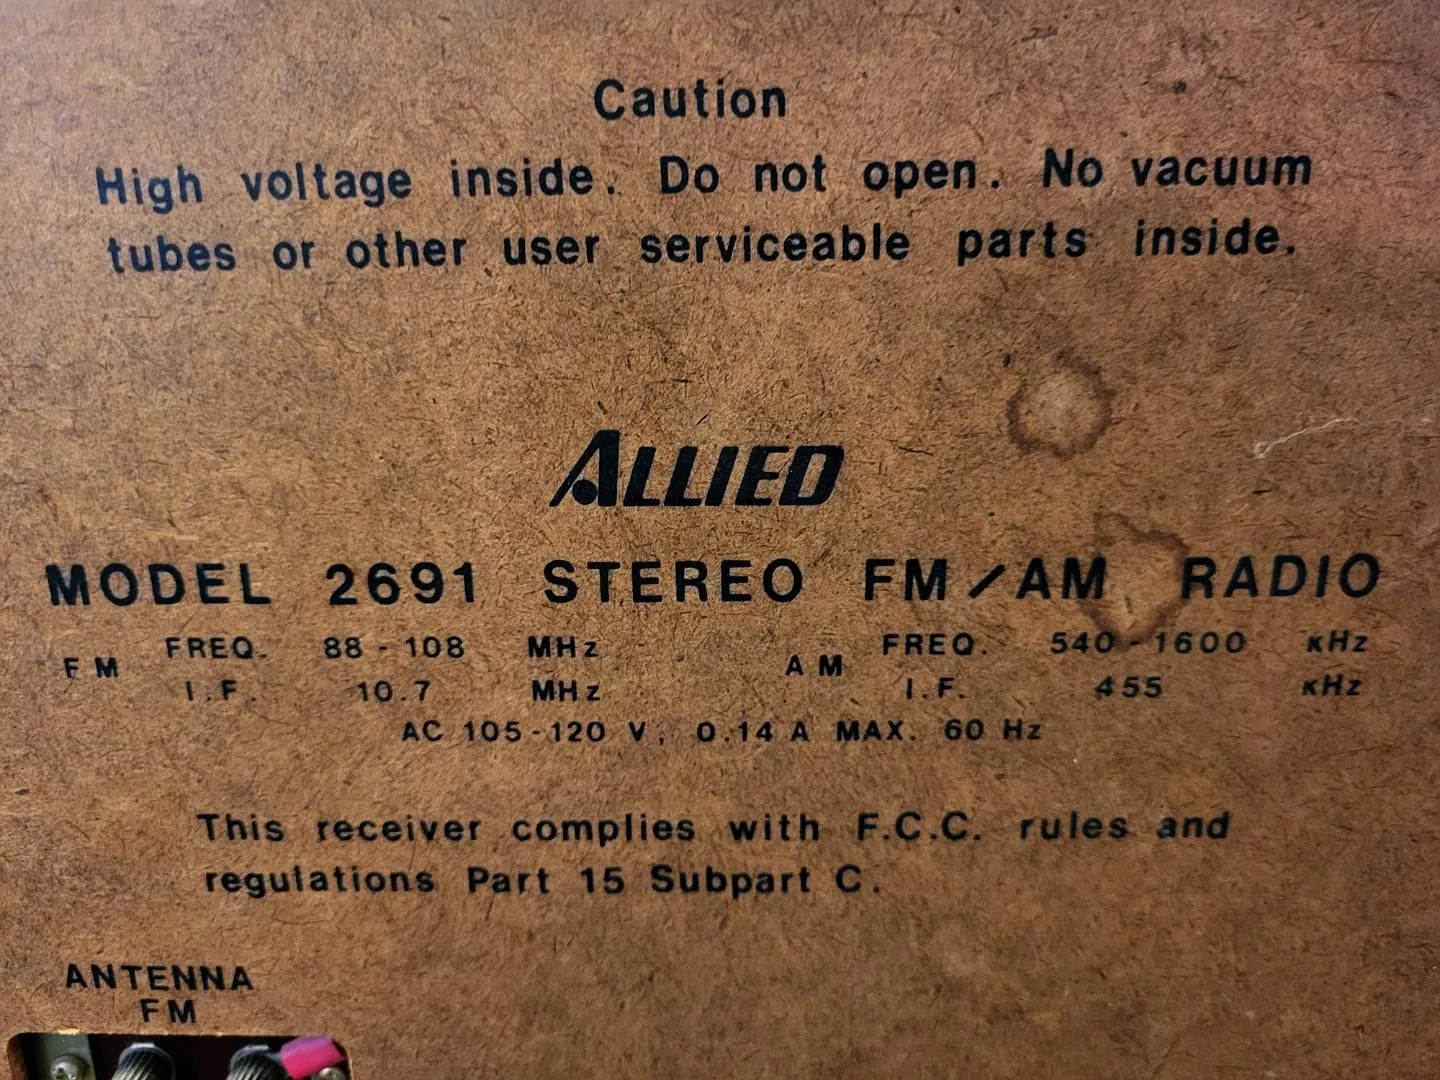 Caution
High voltage inside. Do not open. No vacuum
tubes or other user serviceable parts inside.
ALLIED
MODEL 2691 STEREO FM/AM RADIO
FM FREQ. 88-108 MHz AM FREQ. 540-1600 KHz
I.F. 10.7 MHz I.F. 455 KHz
AC 105-120 V, 0.14 A MAX. 60 Hz
This receiver complies with F.C.C. rules and
regulations Part 15 Subpart C.
ANTENNA
FM